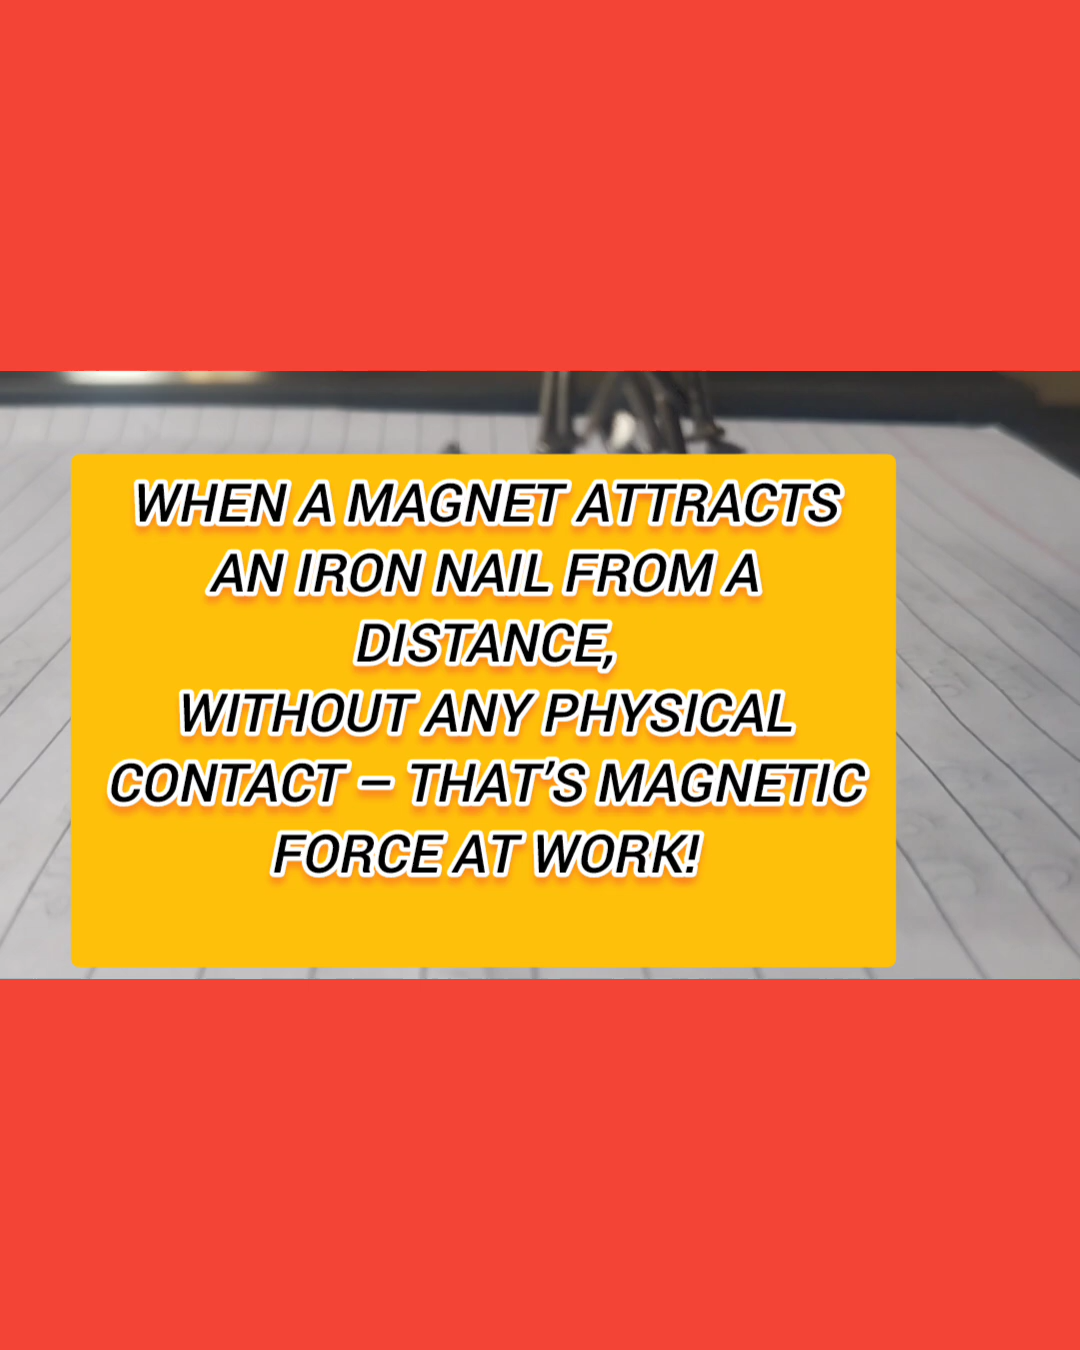 WHEN A MAGNET ATTRACTS
AN IRON NAIL FROM A
DISTANCE,
WITHOUT ANY PHYSICAL
CONTACT – THAT’S MAGNETIC
FORCE AT WORK!